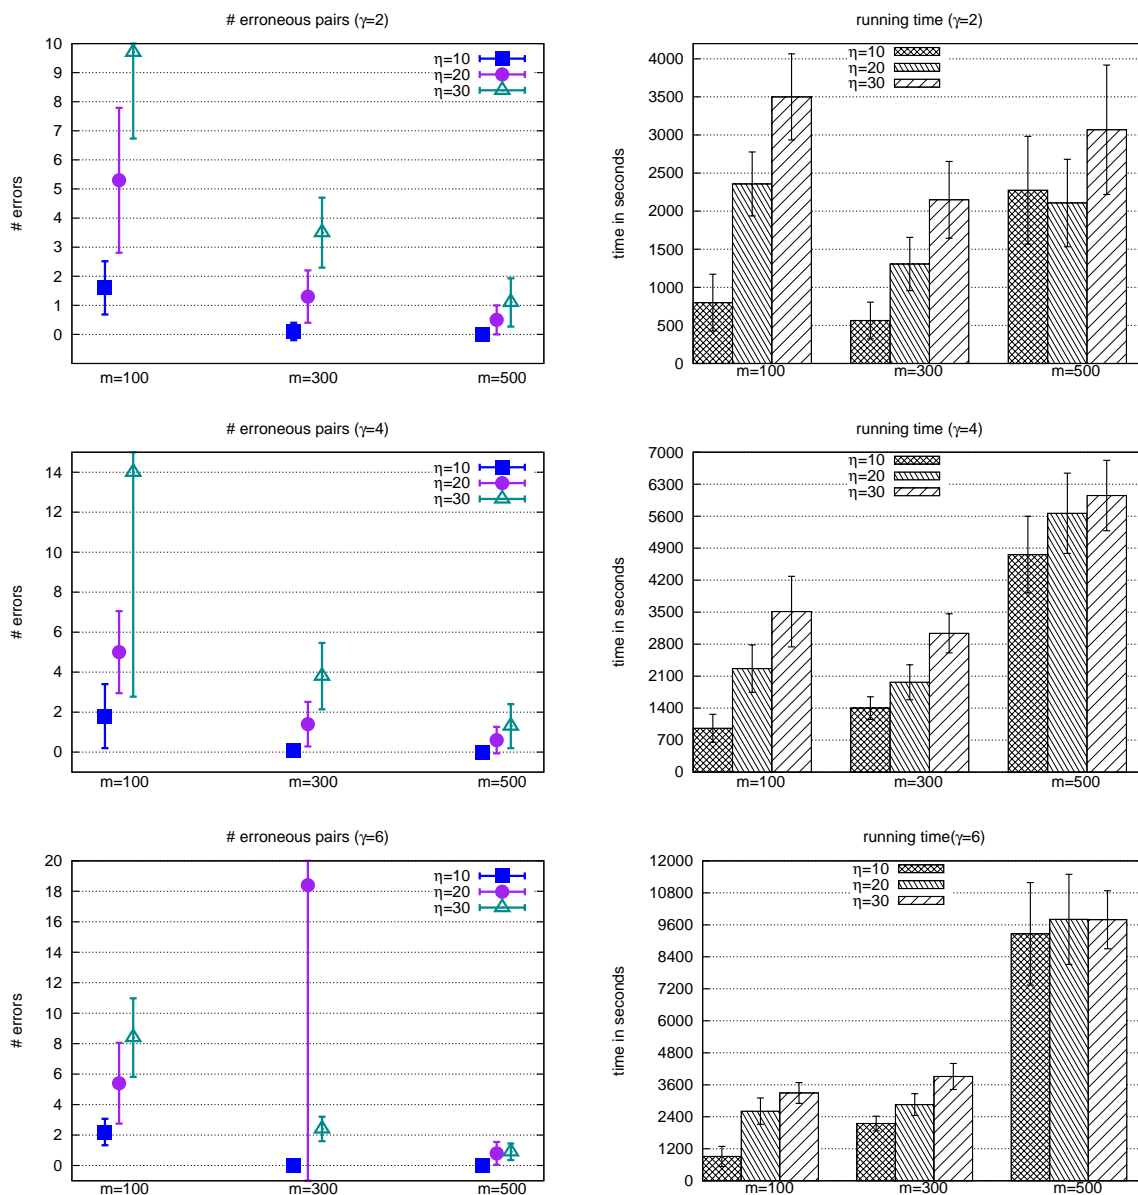 # erroneous pairs (γ=2)
10
9
8
7
6
5
4
3
2
1
0
# errors
η=10
η=20
η=30
m=100
m=300
m=500
running time (γ=2)
4200
3900
3500
3000
2500
2000
1500
1000
500
0
time in seconds
η=10
η=20
η=30
m=100
m=300
m=500
# erroneous pairs (γ=4)
14
12
10
8
6
4
2
0
# errors
η=10
η=20
η=30
m=100
m=300
m=500
running time (γ=4)
7000
6300
5600
4900
4200
3500
2800
2100
1400
700
0
time in seconds
η=10
η=20
η=30
m=100
m=300
m=500
# erroneous pairs (γ=6)
20
18
16
14
12
10
8
6
4
2
0
# errors
η=10
η=20
η=30
m=100
m=300
m=500
running time(γ=6)
12000
10800
9600
8400
7200
6000
4800
3600
2400
1200
0
time in seconds
η=10
η=20
η=30
m=100
m=300
m=500